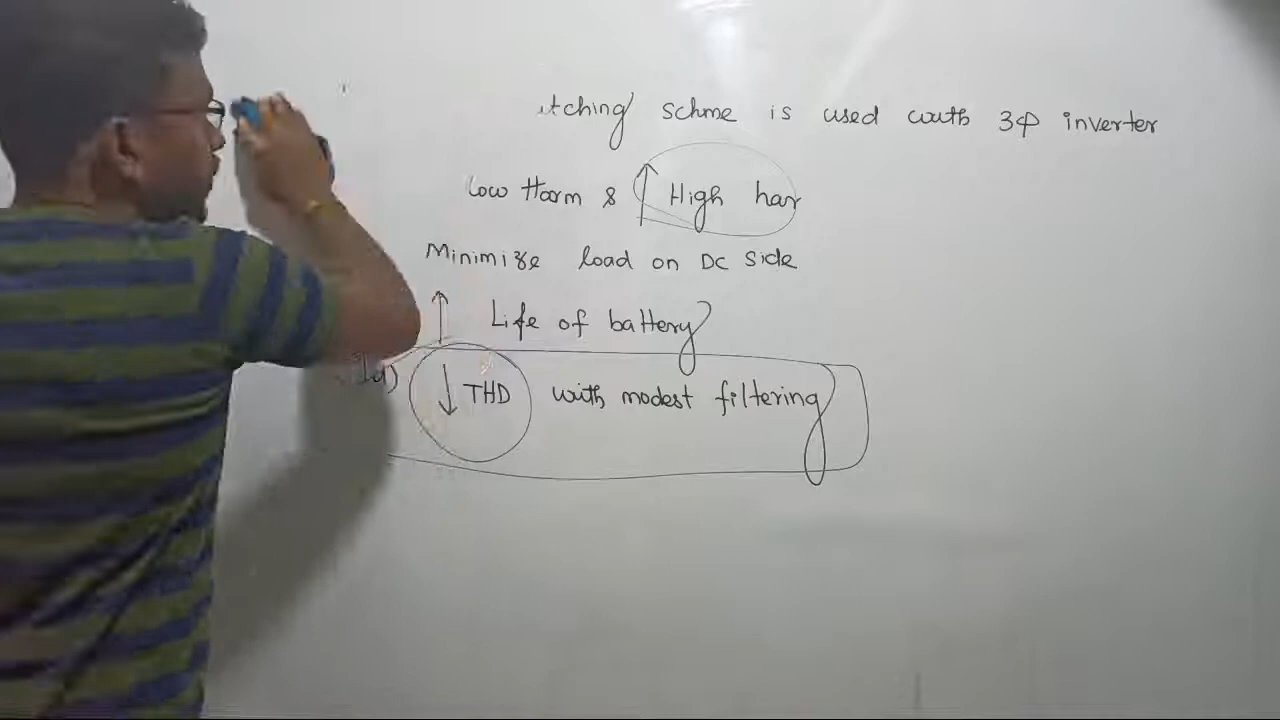 itching schme is used with 3φ inverter
Low Harm & ↑ High har
Minimize load on DC side
↑ Life of battery
↓ THD with modest filtering